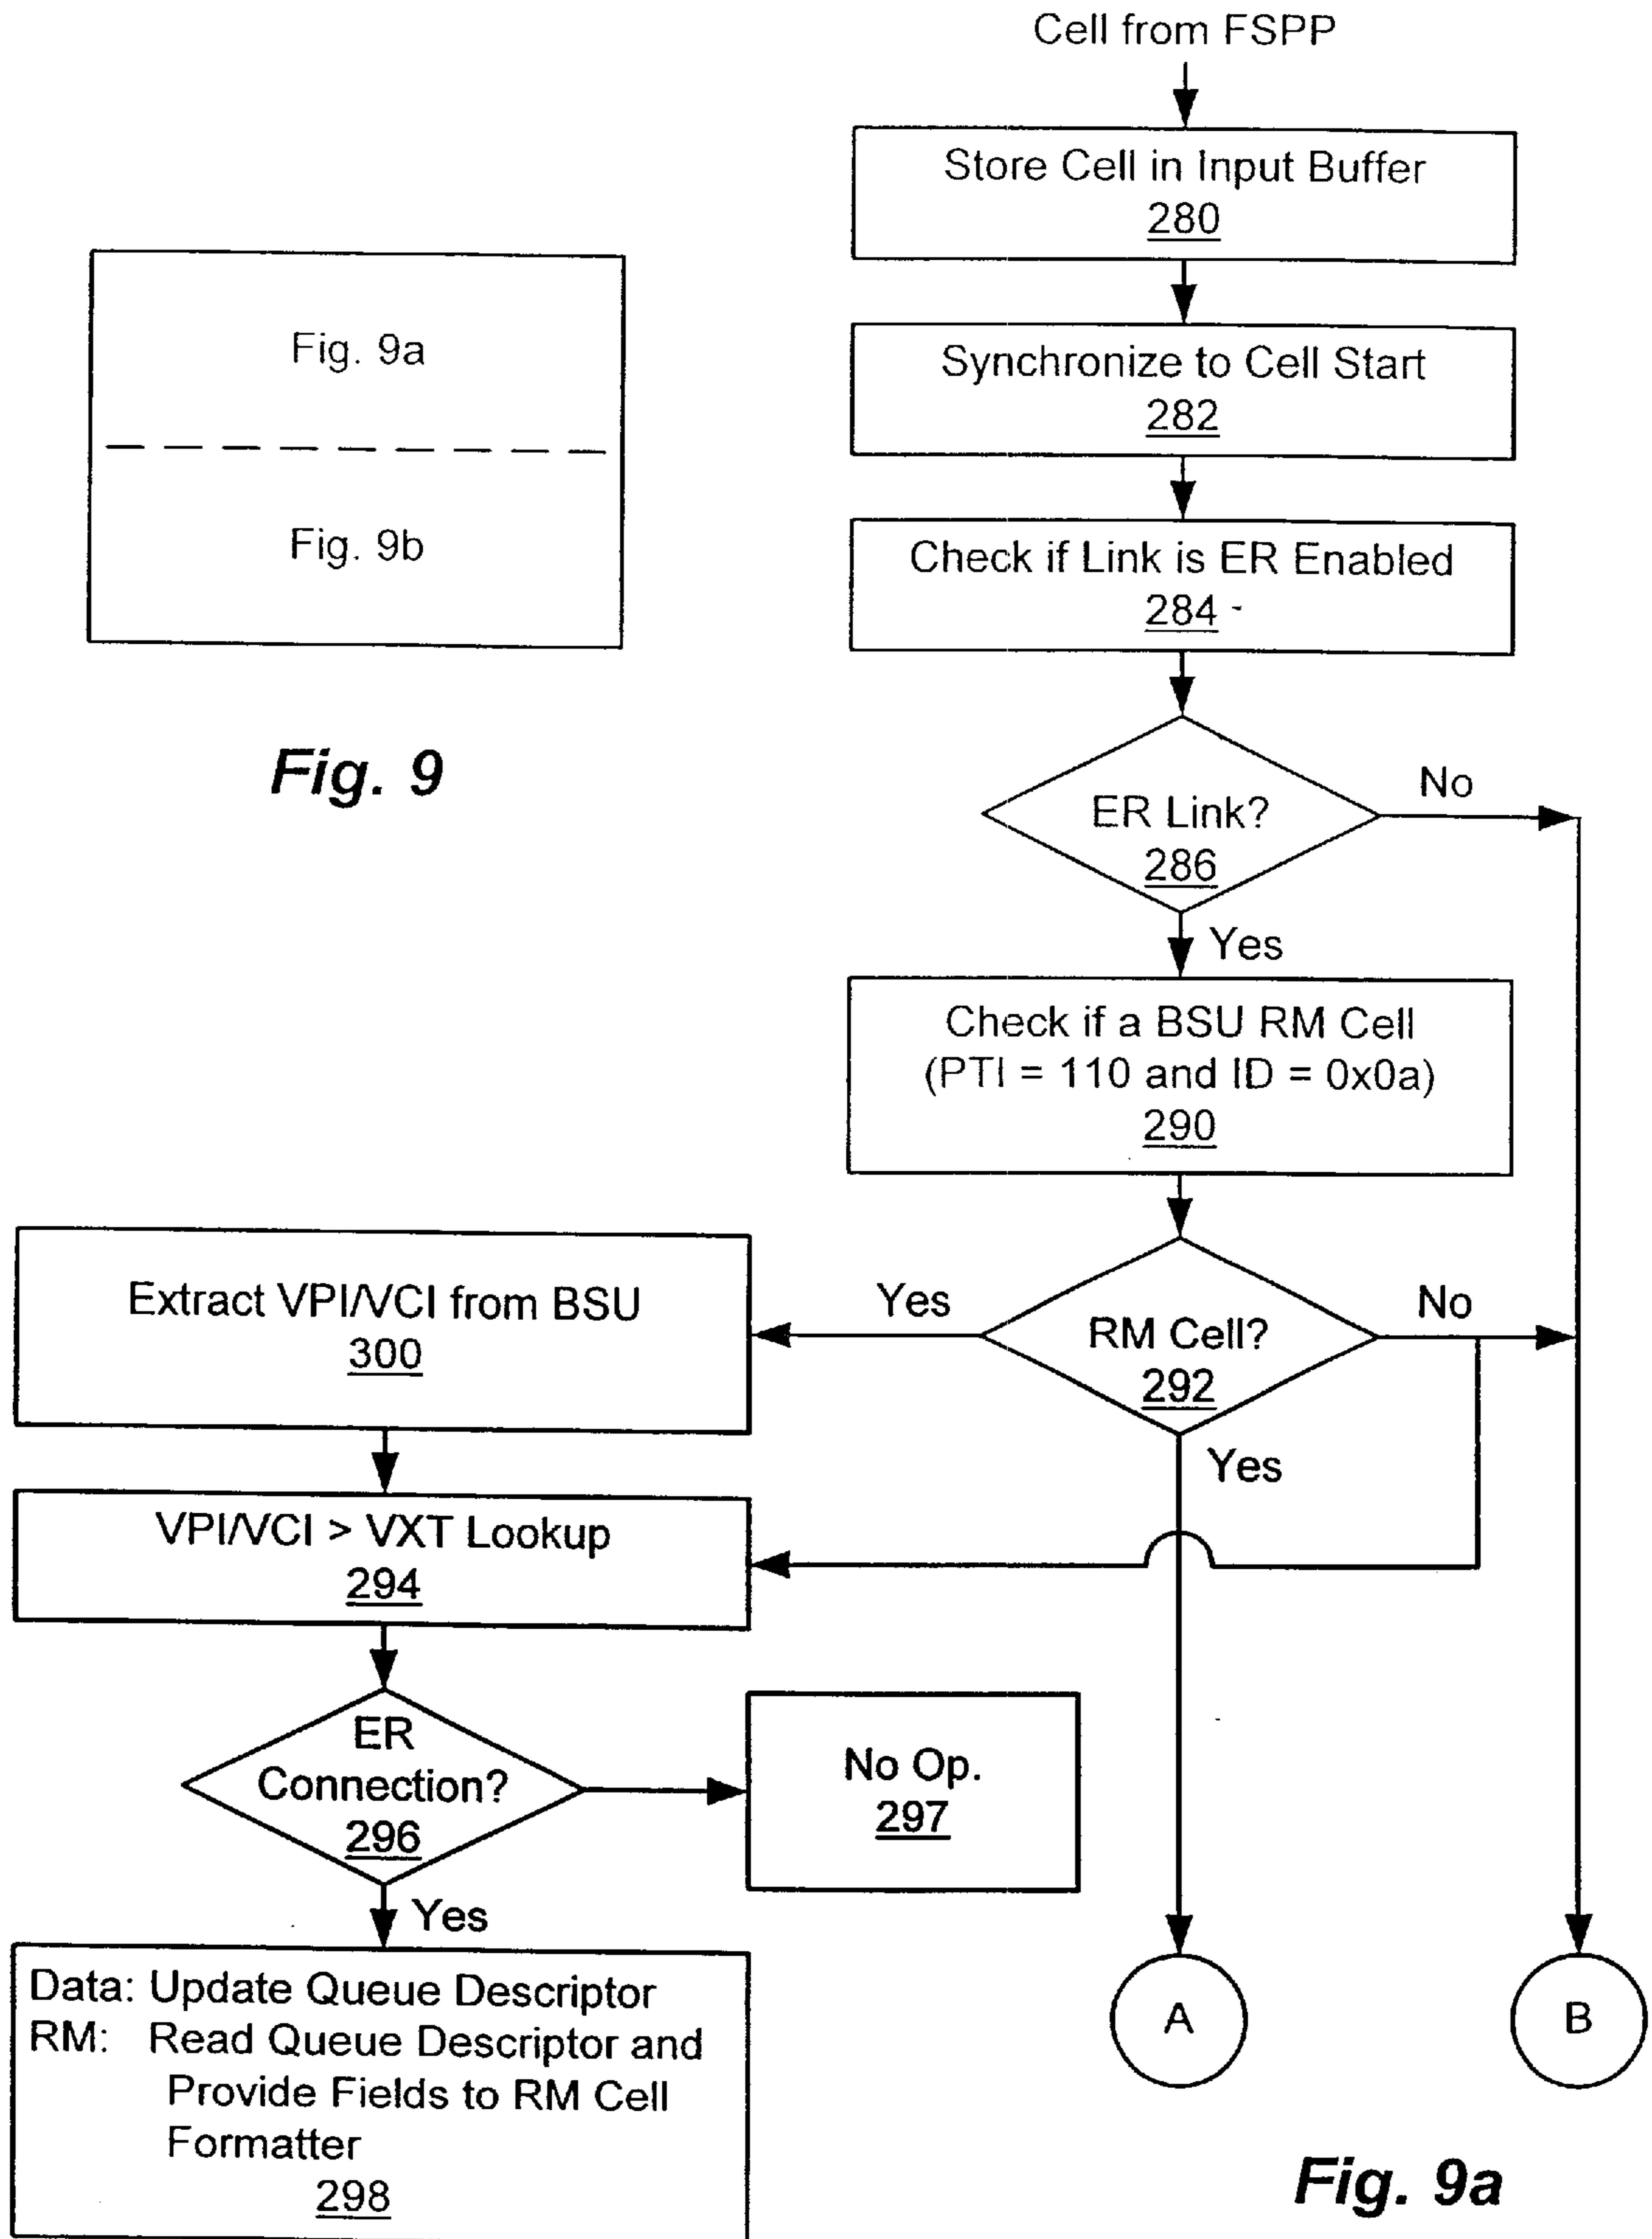 Cell from FSPP
Store Cell in Input Buffer
280
Fig. 9a
Fig. 9b
Fig. 9
Synchronize to Cell Start
282
Check if Link is ER Enabled
284
ER Link?
286
No
Yes
Check if a BSU RM Cell
(PTI = 110 and ID = 0x0a)
290
Extract VPI/VCI from BSU
300
Yes
RM Cell?
292
No
Yes
VPI/VCI > VXT Lookup
294
ER
Connection?
296
No Op.
297
Yes
Data: Update Queue Descriptor
RM: Read Queue Descriptor and
Provide Fields to RM Cell
Formatter
298
A
B
Fig. 9a